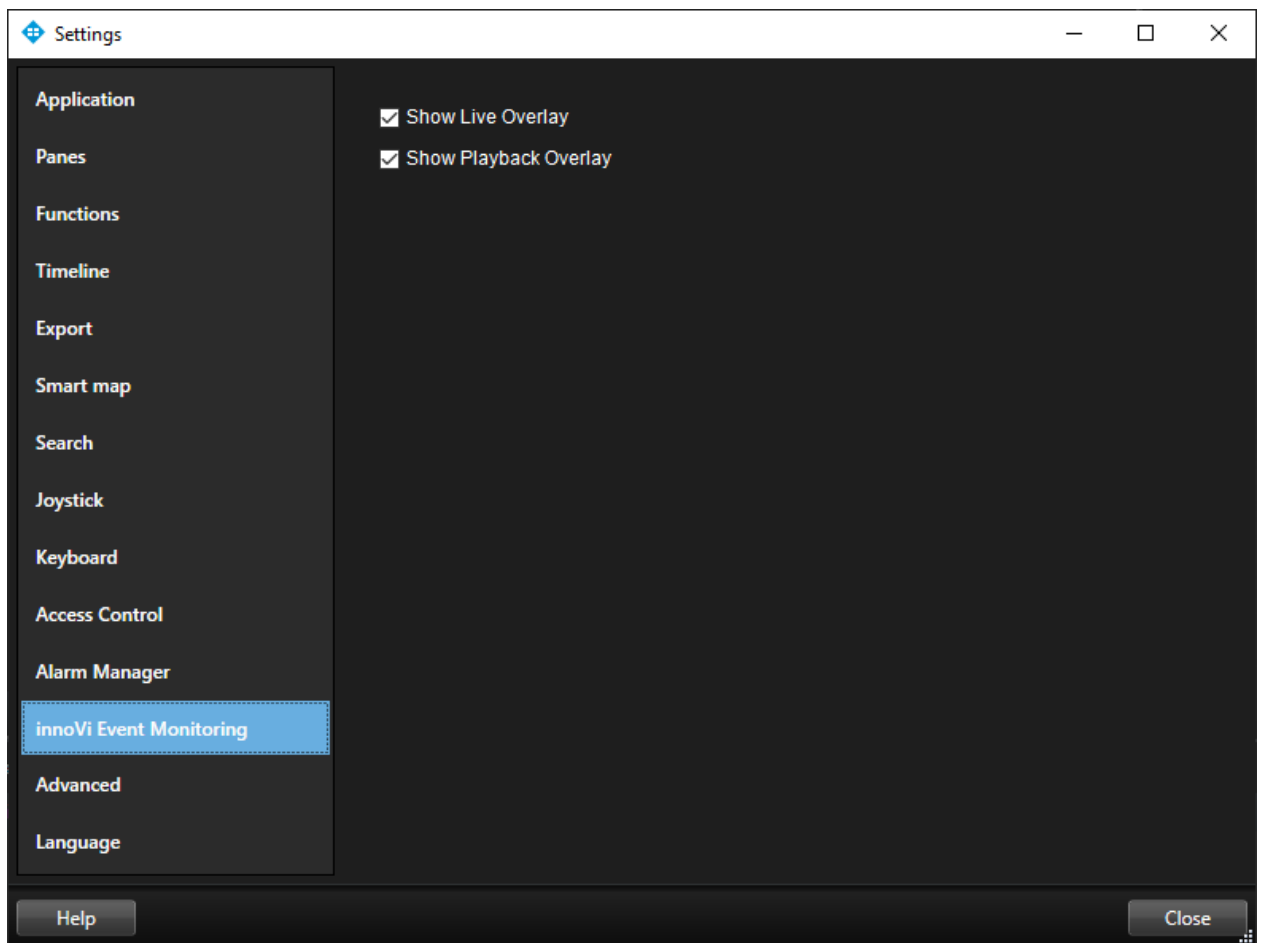 Settings
Application
Panes
Functions
Timeline
Export
Smart map
Search
Joystick
Keyboard
Access Control
Alarm Manager
innoVi Event Monitoring
Advanced
Language
Show Live Overlay
Show Playback Overlay
Help
Close